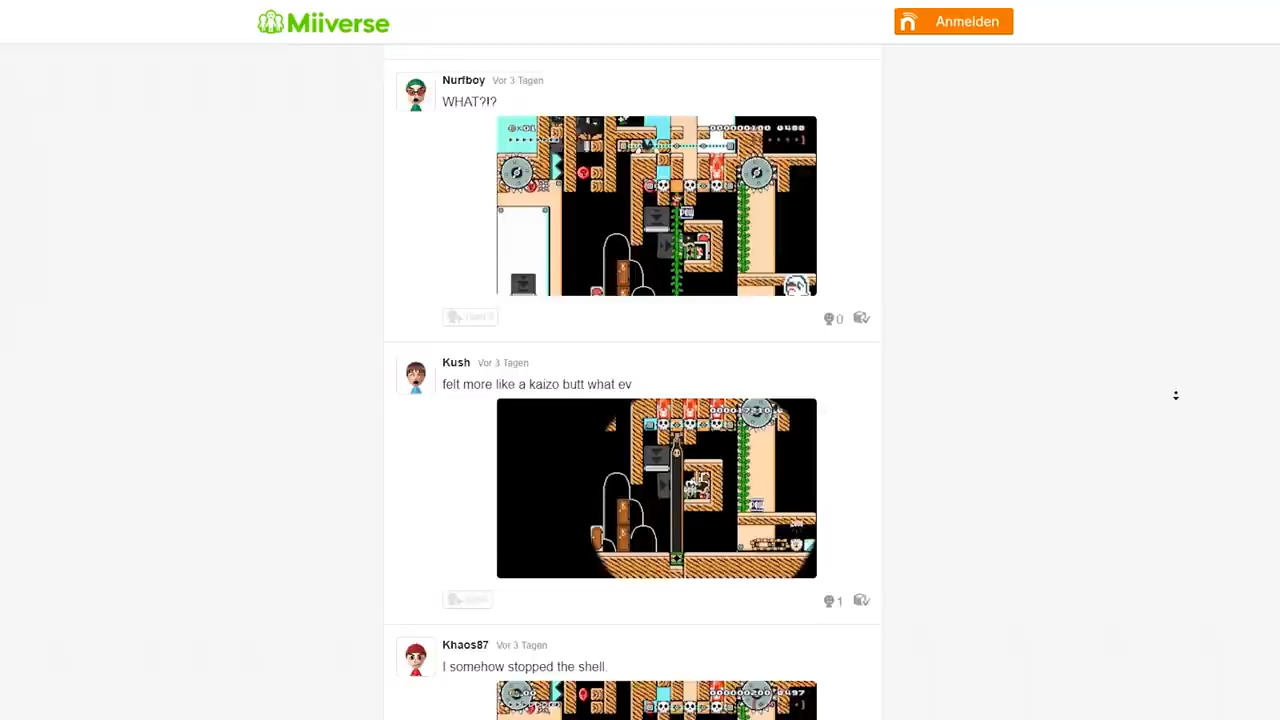 Miiverse
Anmelden
Nurfboy Vor 3 Tagen
WHAT?!?
0
Kush Vor 3 Tagen
felt more like a kaizo butt what ev
1
Khaos87 Vor 3 Tagen
I somehow stopped the shell.